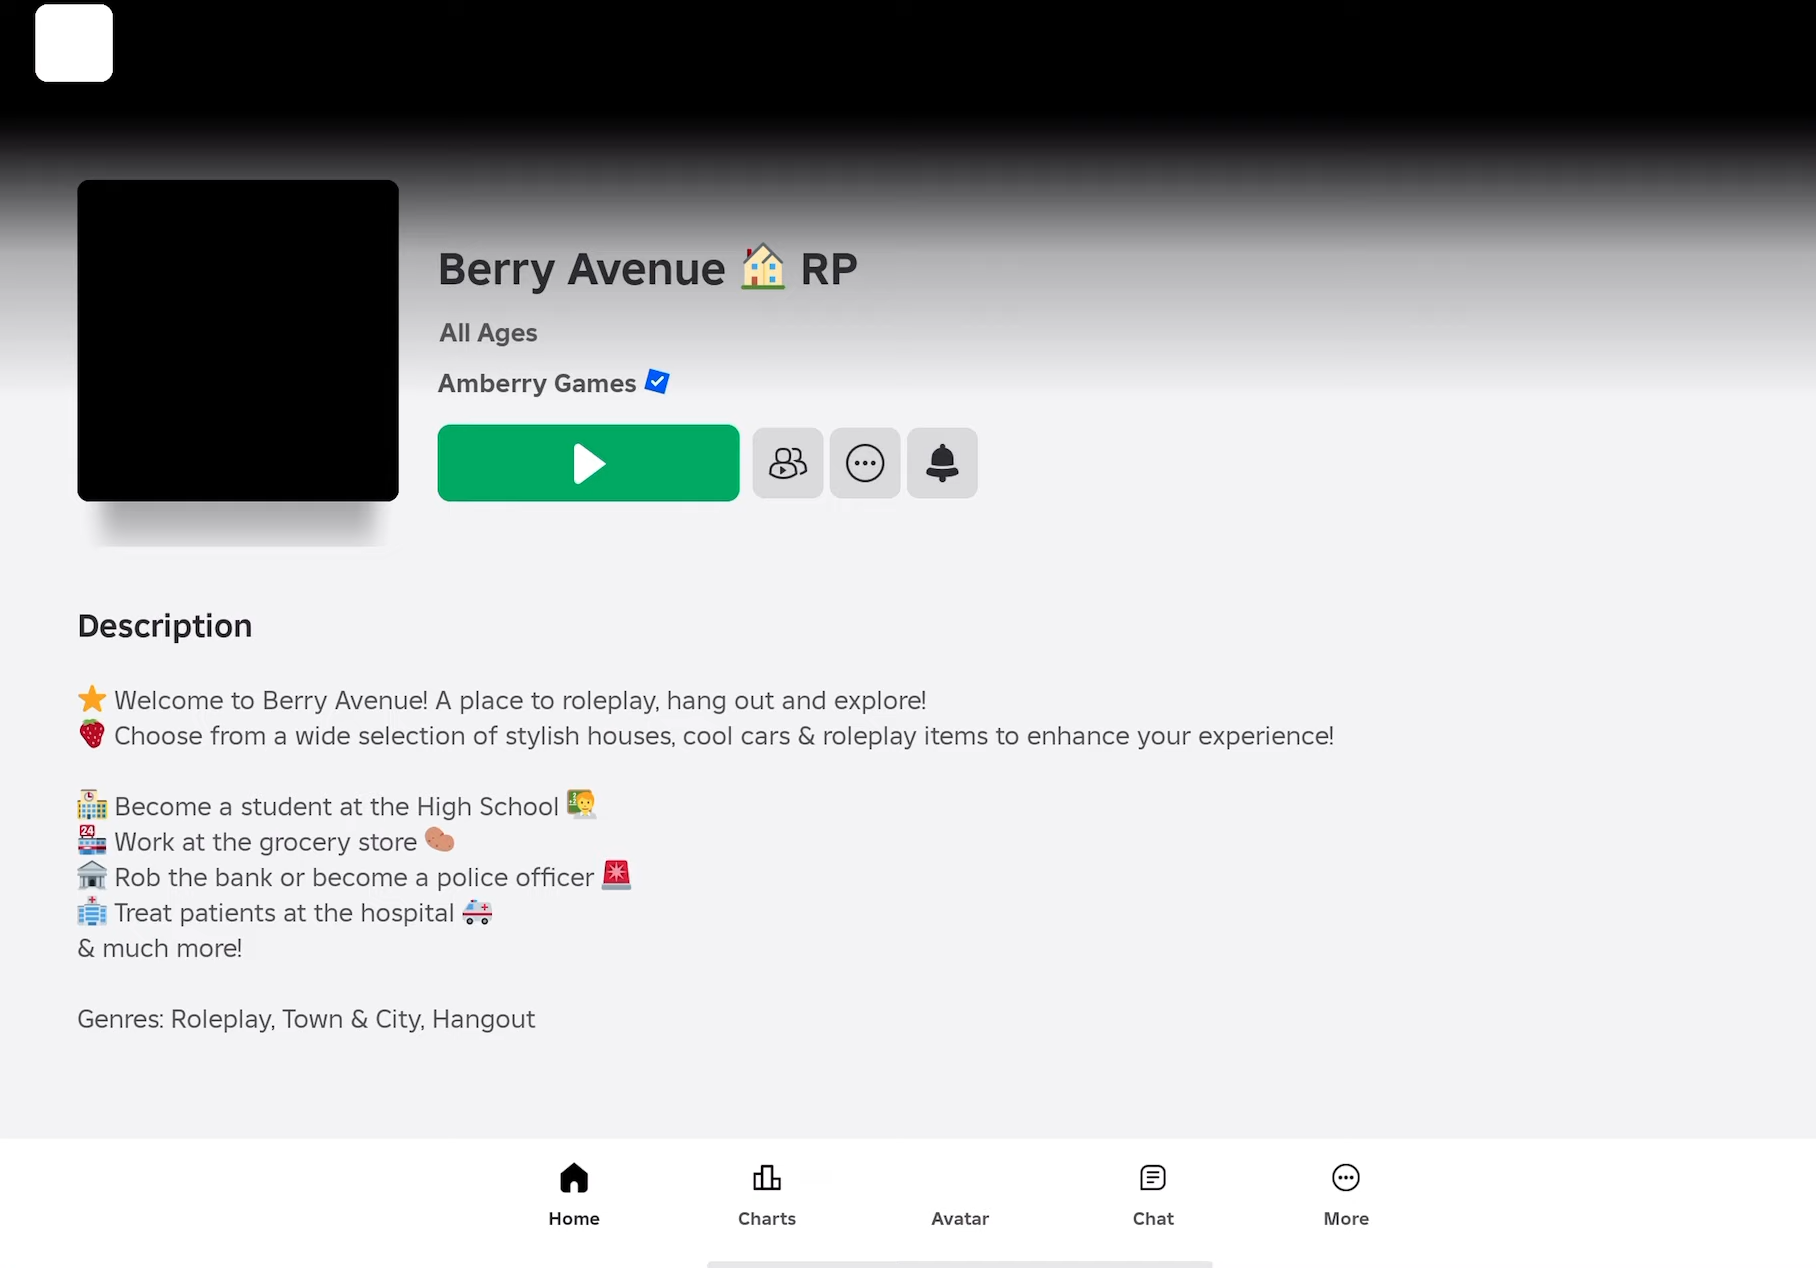 Berry Avenue 🏠 RP
All Ages
Amberry Games
Description
⭐ Welcome to Berry Avenue! A place to roleplay, hang out and explore!
🍓 Choose from a wide selection of stylish houses, cool cars & roleplay items to enhance your experience!
🏫 Become a student at the High School 🧑‍🏫
🏪 Work at the grocery store 🥔
🏛️ Rob the bank or become a police officer 🚨
🏥 Treat patients at the hospital 🚑
& much more!
Genres: Roleplay, Town & City, Hangout
Home
Charts
Avatar
Chat
More